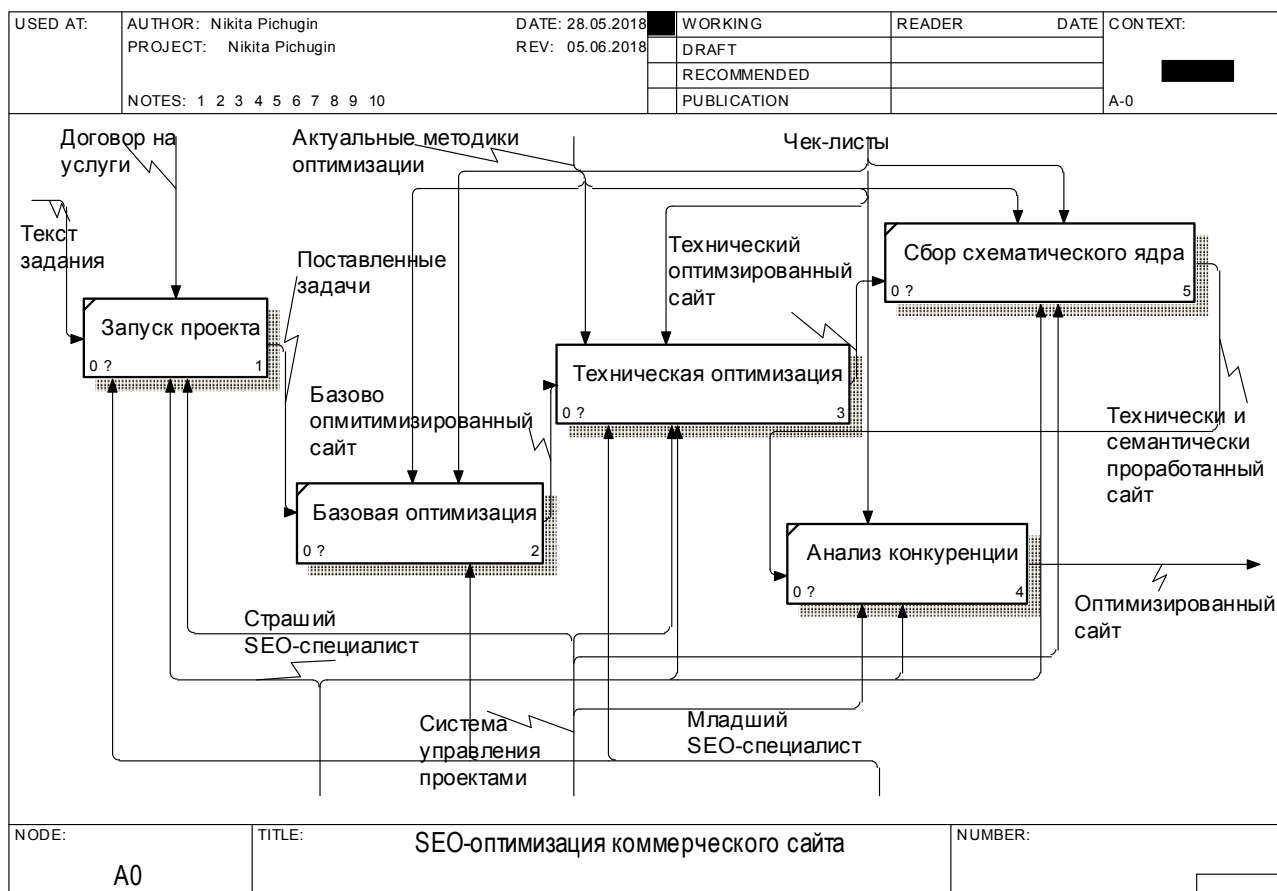 USED AT:
AUTHOR: Nikita Pichugin
DATE: 28.05.2018
WORKING
READER
DATE
CONTEXT:
PROJECT: Nikita Pichugin
REV: 05.06.2018
DRAFT
RECOMMENDED
NOTES: 1 2 3 4 5 6 7 8 9 10
PUBLICATION
A-0
Договор на
услуги
Актуальные методики
оптимизации
Чек-листы
Текст
задания
Поставленные
задачи
Технический
оптимзированный
сайт
Сбор схематического ядра
0 ?
5
Запуск проекта
0 ?
1
Техническая оптимизация
0 ?
3
Базово
опмитимизированный
сайт
Технически и
семантически
проработанный
сайт
Базовая оптимизация
0 ?
2
Анализ конкуренции
0 ?
4
Оптимизированный
сайт
Страший
SEO-специалист
Система
управления
проектами
Младший
SEO-специалист
NODE:
A0
TITLE:
SEO-оптимизация коммерческого сайта
NUMBER: